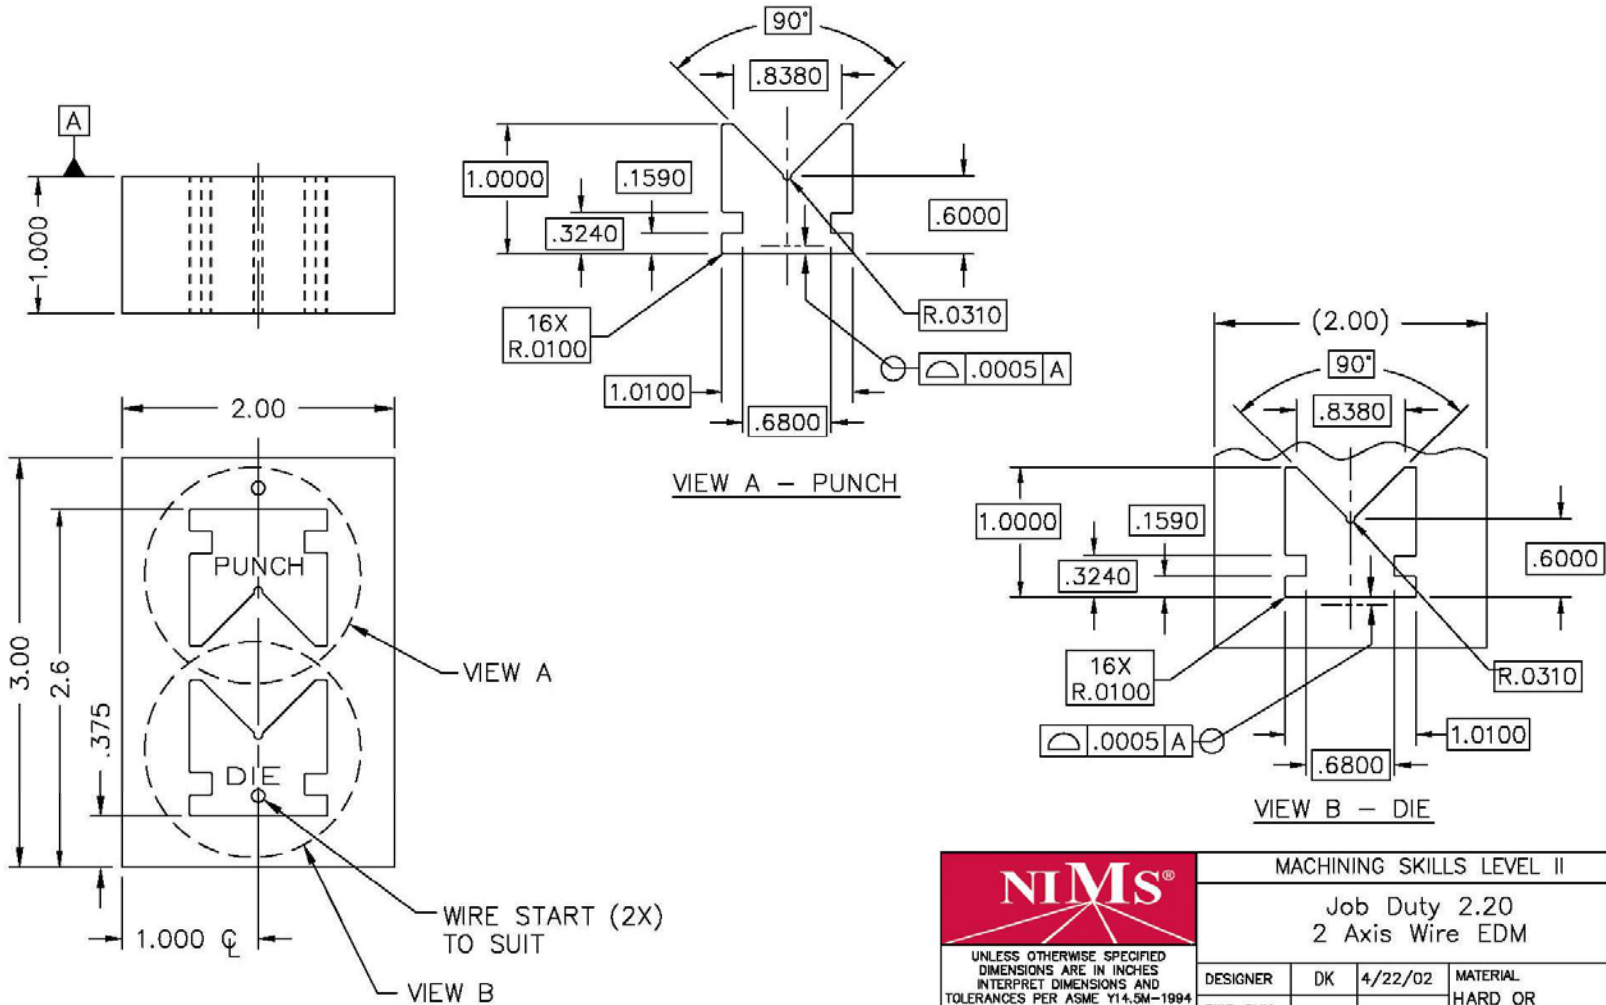 A
1.000
2.00
3.00
2.6
.375
PUNCH
DIE
VIEW A
WIRE START (2X)
TO SUIT
1.000 ℄
VIEW B
90°
.8380
1.0000
.1590
.3240
.6000
16X
R.0100
R.0310
⌓ .0005 A
1.0100
.6800
VIEW A – PUNCH
(2.00)
90°
.8380
1.0000
.1590
.3240
.6000
16X
R.0100
R.0310
⌓ .0005 A
1.0100
.6800
VIEW B – DIE
NIMS®
MACHINING SKILLS LEVEL II
Job Duty 2.20
2 Axis Wire EDM
UNLESS OTHERWISE SPECIFIED
DIMENSIONS ARE IN INCHES
INTERPRET DIMENSIONS AND
TOLERANCES PER ASME Y14.5M–1994
DESIGNER DK 4/22/02 MATERIAL
HARD OR